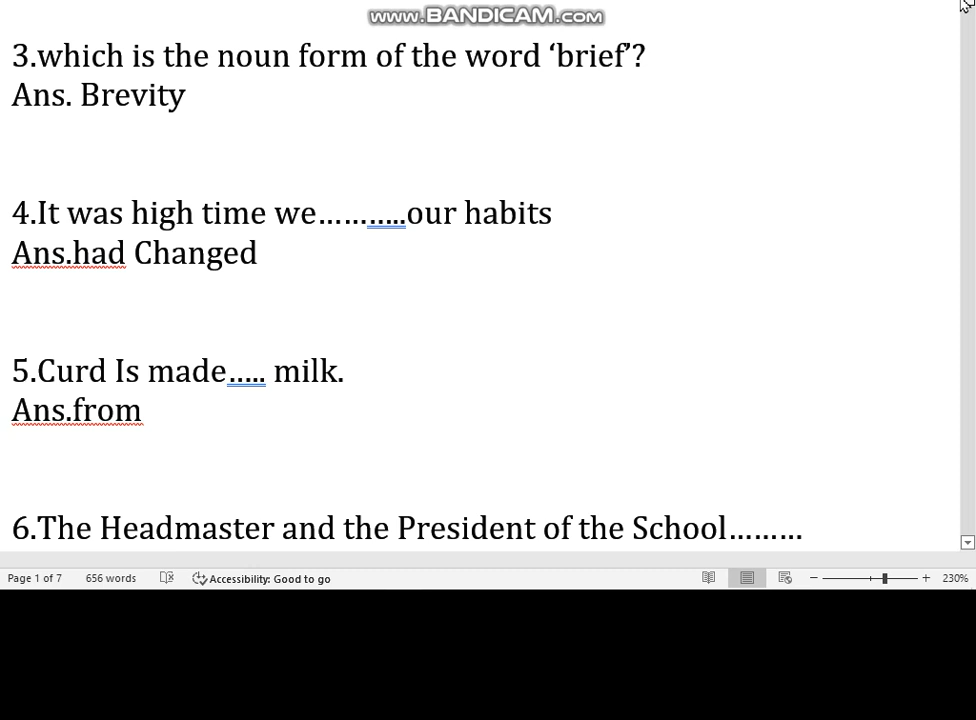 www.BANDICAM.com
3.which is the noun form of the word ‘brief’?
Ans. Brevity
4.It was high time we………..our habits
Ans.had Changed
5.Curd Is made….. milk.
Ans.from
6.The Headmaster and the President of the School………
Page 1 of 7 656 words Accessibility: Good to go 230%